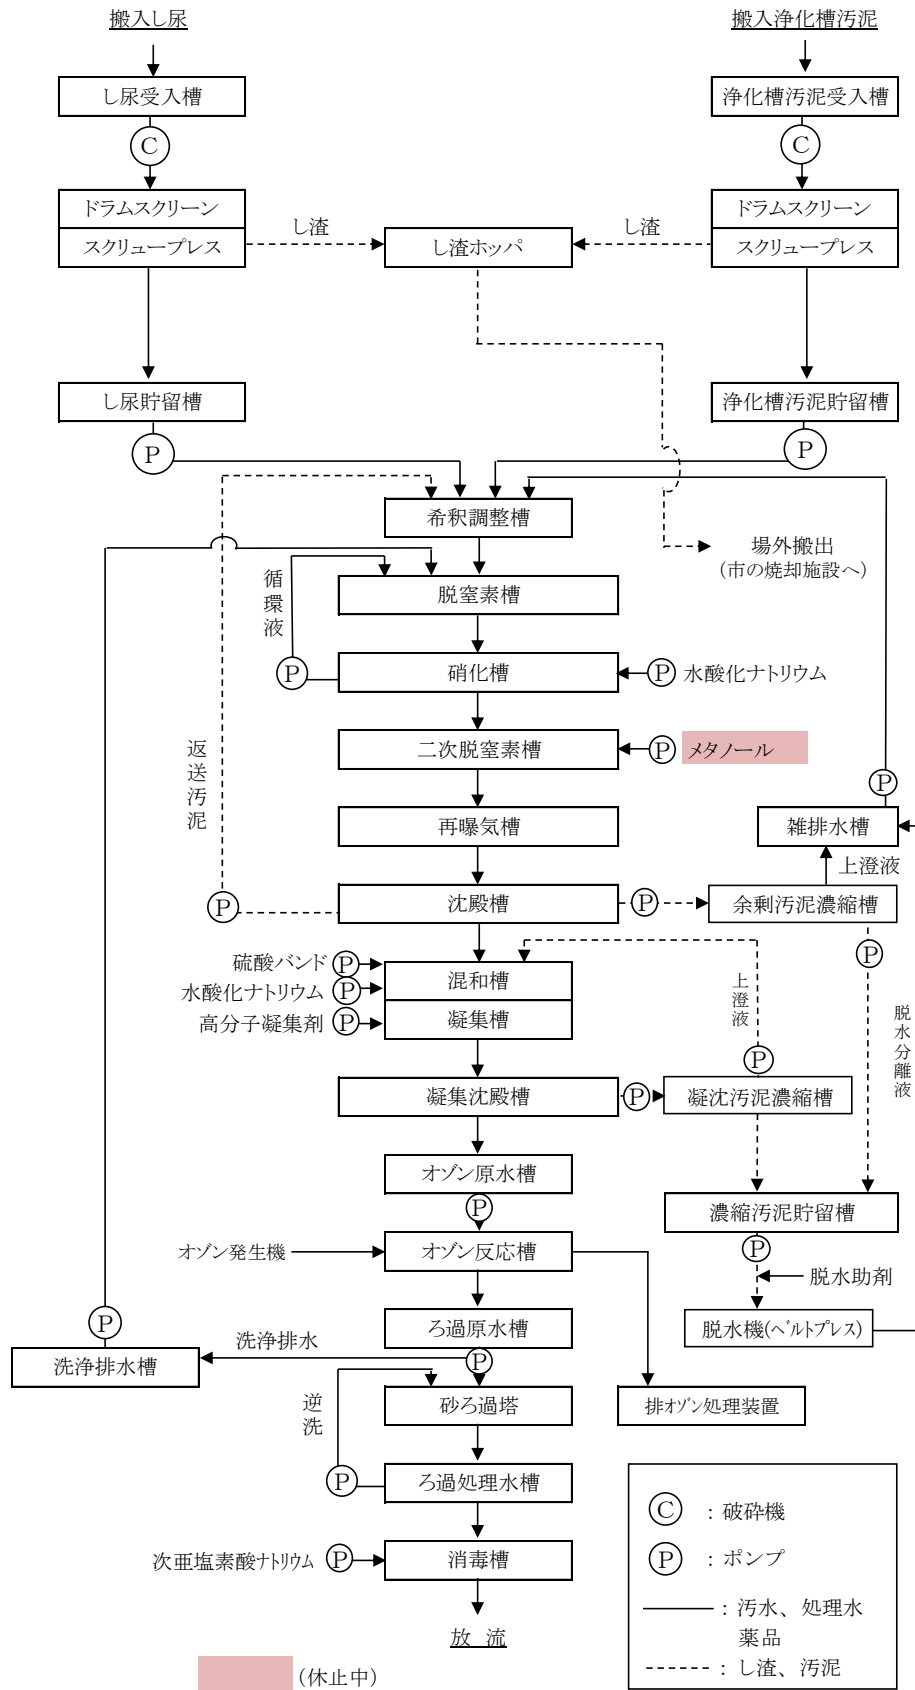 搬入し尿
搬入浄化槽汚泥
し尿受入槽
浄化槽汚泥受入槽
C
C
ドラムスクリーン
ドラムスクリーン
スクリュープレス
し渣
し渣ホッパ
し渣
スクリュープレス
し尿貯留槽
浄化槽汚泥貯留槽
P
P
希釈調整槽
場外搬出
(市の焼却施設へ)
循環液
脱窒素槽
P
硝化槽
P
水酸化ナトリウム
返送汚泥
二次脱窒素槽
P
メタノール
P
再曝気槽
雑排水槽
上澄液
P
沈殿槽
P
余剰汚泥濃縮槽
P
硫酸バンド
P
混和槽
水酸化ナトリウム
P
上澄液
脱水分離液
高分子凝集剤
P
凝集槽
P
凝集沈殿槽
P
凝沈汚泥濃縮槽
オゾン原水槽
P
濃縮汚泥貯留槽
オゾン発生機
オゾン反応槽
P
脱水助剤
P
ろ過原水槽
脱水機(ベルトプレス)
洗浄排水
洗浄排水槽
P
逆洗
砂ろ過塔
排オゾン処理装置
P
ろ過処理水槽
次亜塩素酸ナトリウム
P
消毒槽
放 流
(休止中)
C :破砕機
P :ポンプ
:汚水、処理水
薬品
:し渣、汚泥